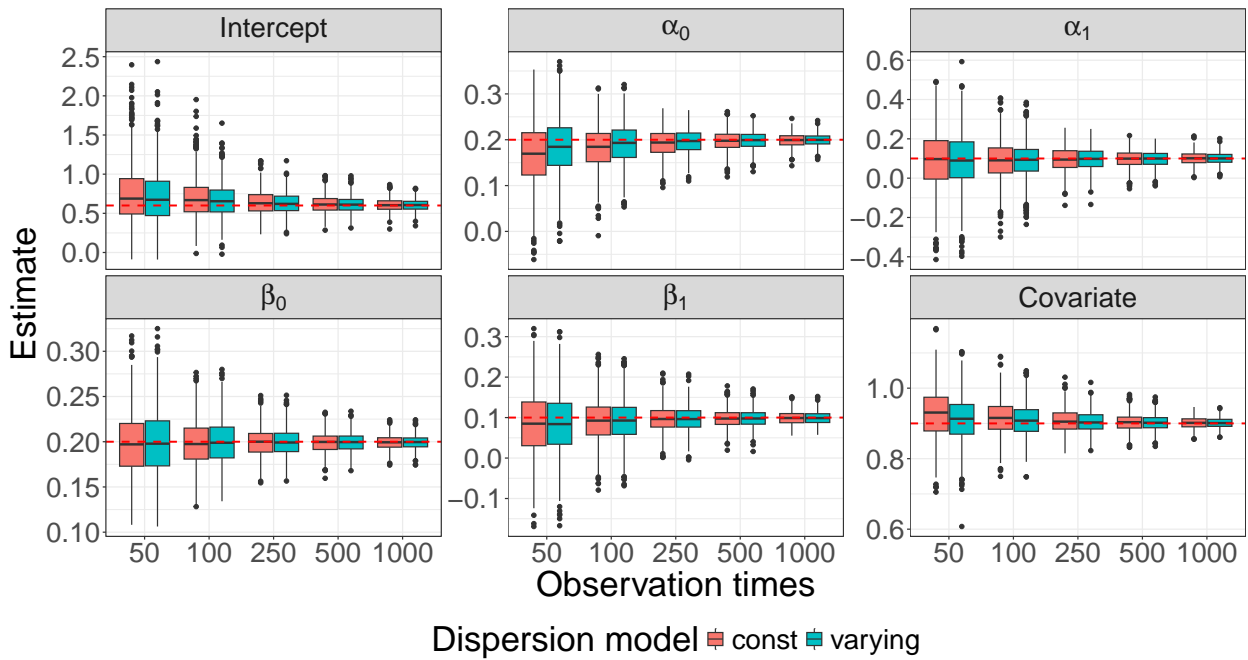 Estimate
Intercept
2.5
2.0
1.5
1.0
0.5
0.0
α0
0.3
0.2
0.1
0.0
α1
0.6
0.4
0.2
0.0
−0.2
−0.4
β0
0.30
0.25
0.20
0.15
0.10
50 100 250 500 1000
β1
0.3
0.2
0.1
0.0
−0.1
50 100 250 500 1000
Covariate
1.0
0.8
0.6
50 100 250 500 1000
Observation times
Dispersion model const varying